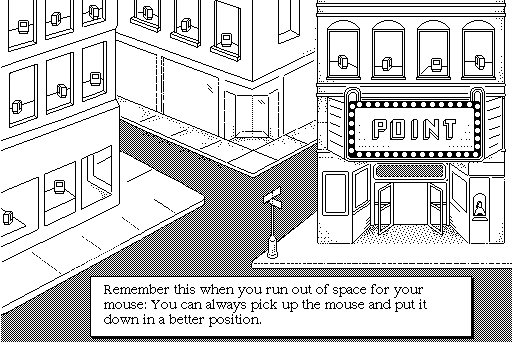 POINT
Remember this when you run out of space for your
mouse: You can always pick up the mouse and put it
down in a better position.